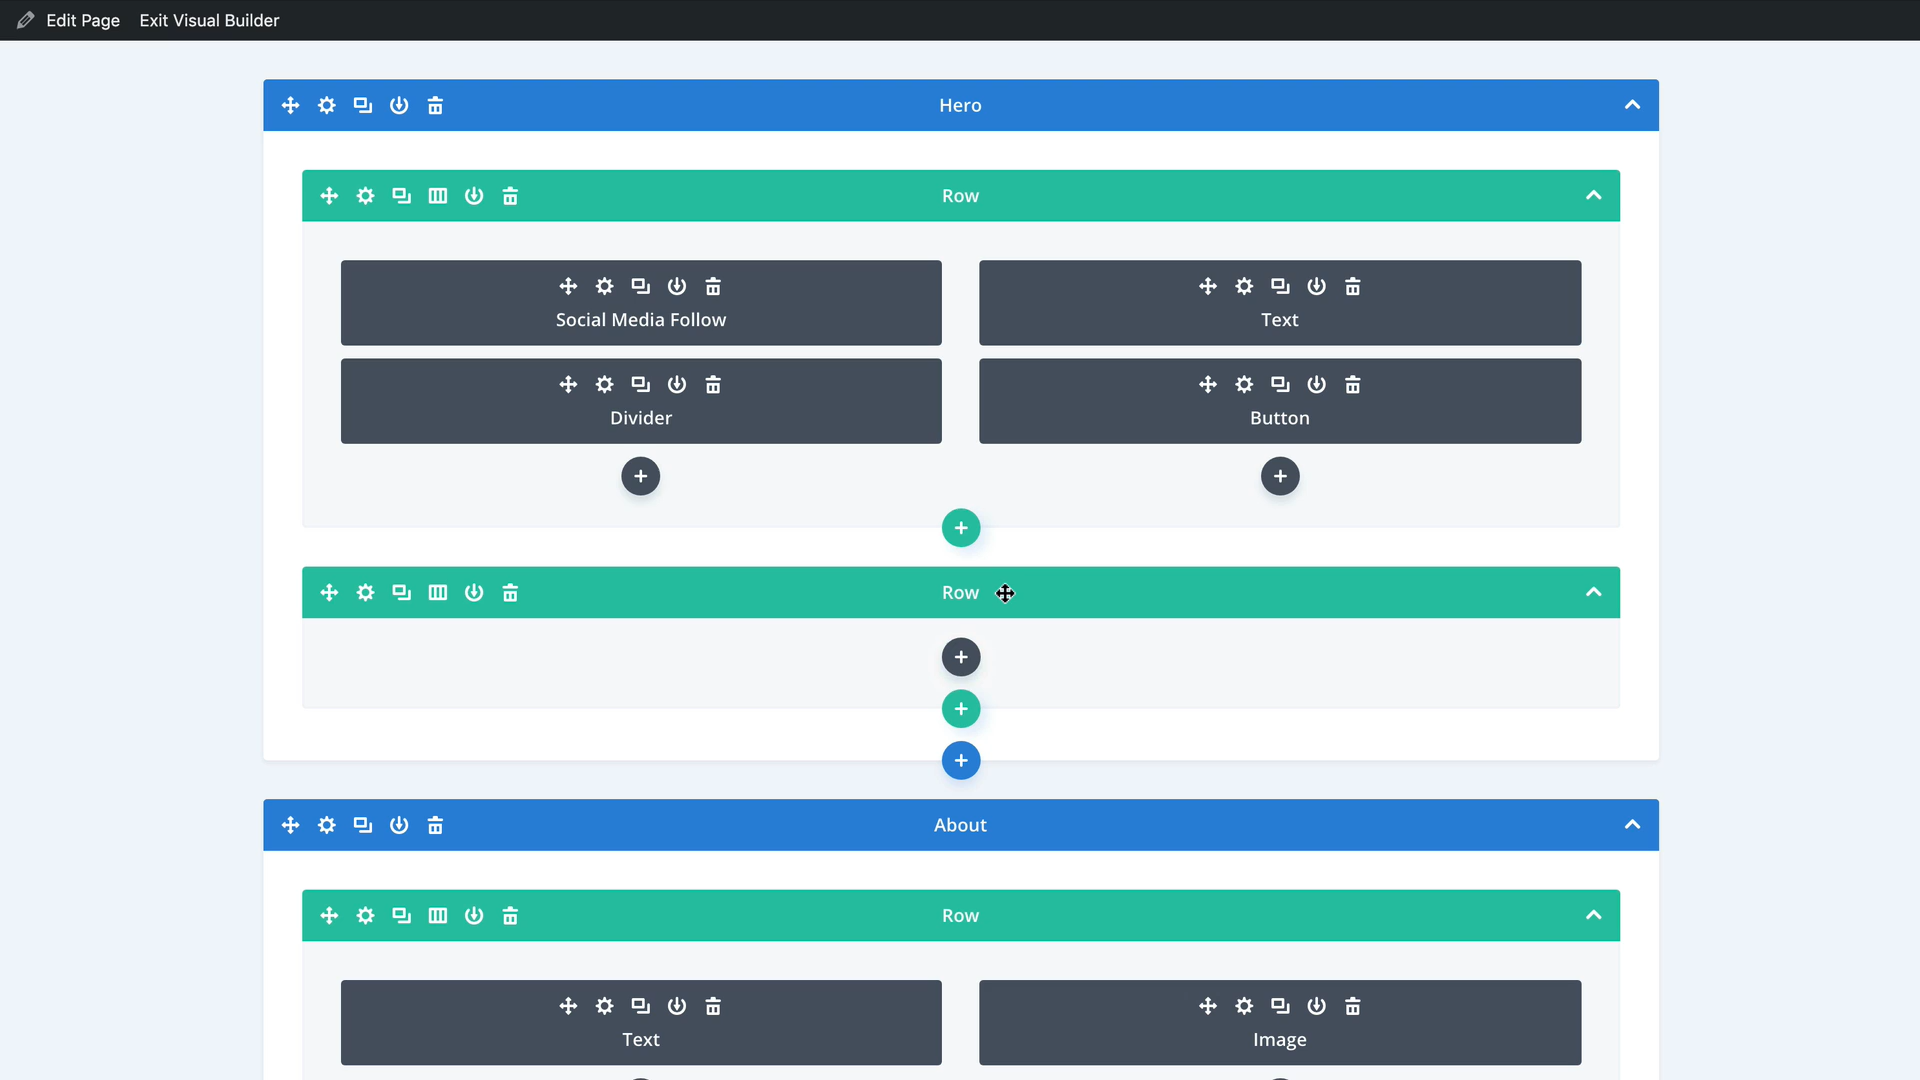 Edit Page Exit Visual Builder
Hero
Row
Social Media Follow
Text
Divider
Button
Row
About
Row
Text
Image